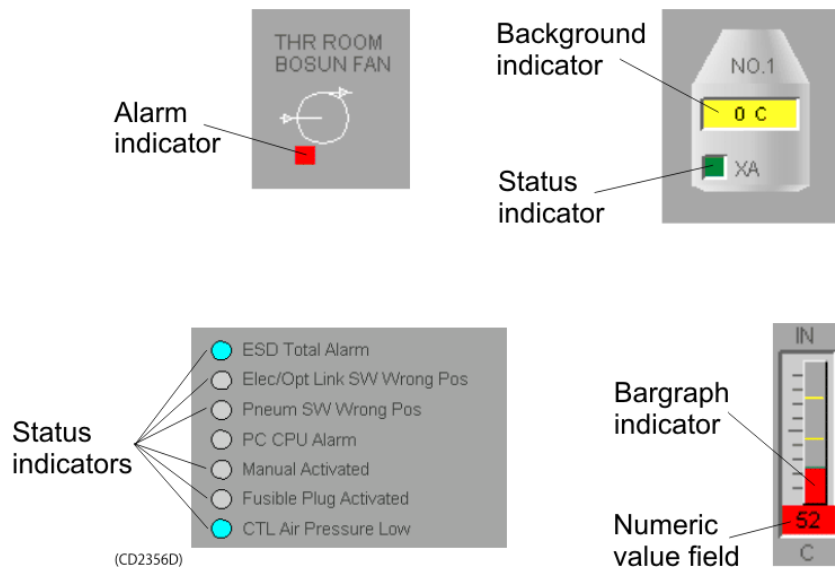 THR ROOM
BOSUN FAN
Alarm
indicator
Background
indicator
NO.1
0 C
XA
Status
indicator
ESD Total Alarm
Elec/Opt Link SW Wrong Pos
Pneum SW Wrong Pos
PC CPU Alarm
Manual Activated
Fusible Plug Activated
CTL Air Pressure Low
Status
indicators
(CD2356D)
IN
Bargraph
indicator
52
Numeric
value field
C